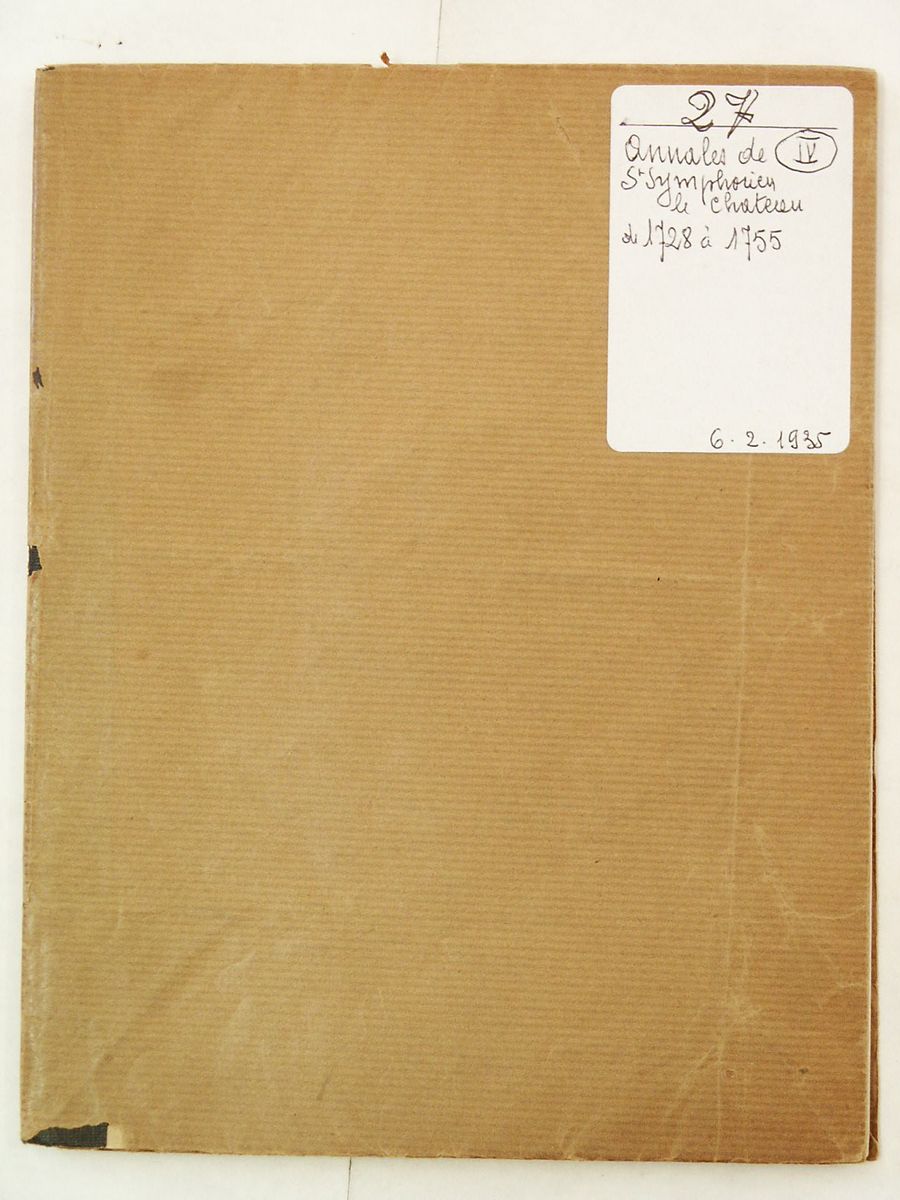 27
Annales de IV
St Symphorien
le Chateau
de 1728 à 1755
6. 2. 1935